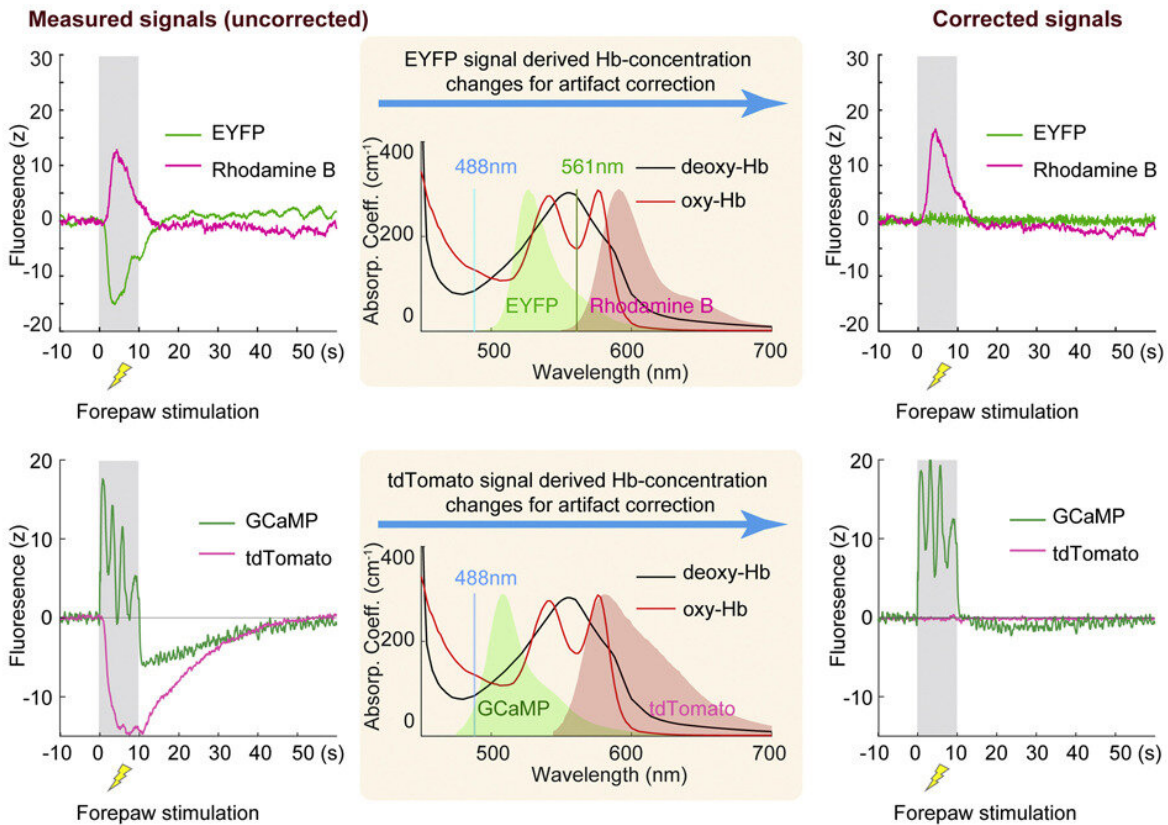 Measured signals (uncorrected)
Corrected signals
30
20
10
0
-10
-20
Fluoresence (z)
EYFP
Rhodamine B
-10 0 10 20 30 40 50 (s)
Forepaw stimulation
EYFP signal derived Hb-concentration
changes for artifact correction
400
200
0
Absorp. Coeff. (cm-1)
488nm
561nm
deoxy-Hb
oxy-Hb
EYFP
Rhodamine B
500 600 700
Wavelength (nm)
30
20
10
0
-10
-20
Fluoresence (z)
EYFP
Rhodamine B
-10 0 10 20 30 40 50 (s)
Forepaw stimulation
20
10
0
-10
Fluoresence (z)
GCaMP
tdTomato
-10 0 10 20 30 40 50 (s)
Forepaw stimulation
tdTomato signal derived Hb-concentration
changes for artifact correction
400
200
0
Absorp. Coeff. (cm-1)
488nm
deoxy-Hb
oxy-Hb
GCaMP
tdTomato
500 600 700
Wavelength (nm)
20
10
0
-10
Fluoresence (z)
GCaMP
tdTomato
-10 0 10 20 30 40 50 (s)
Forepaw stimulation